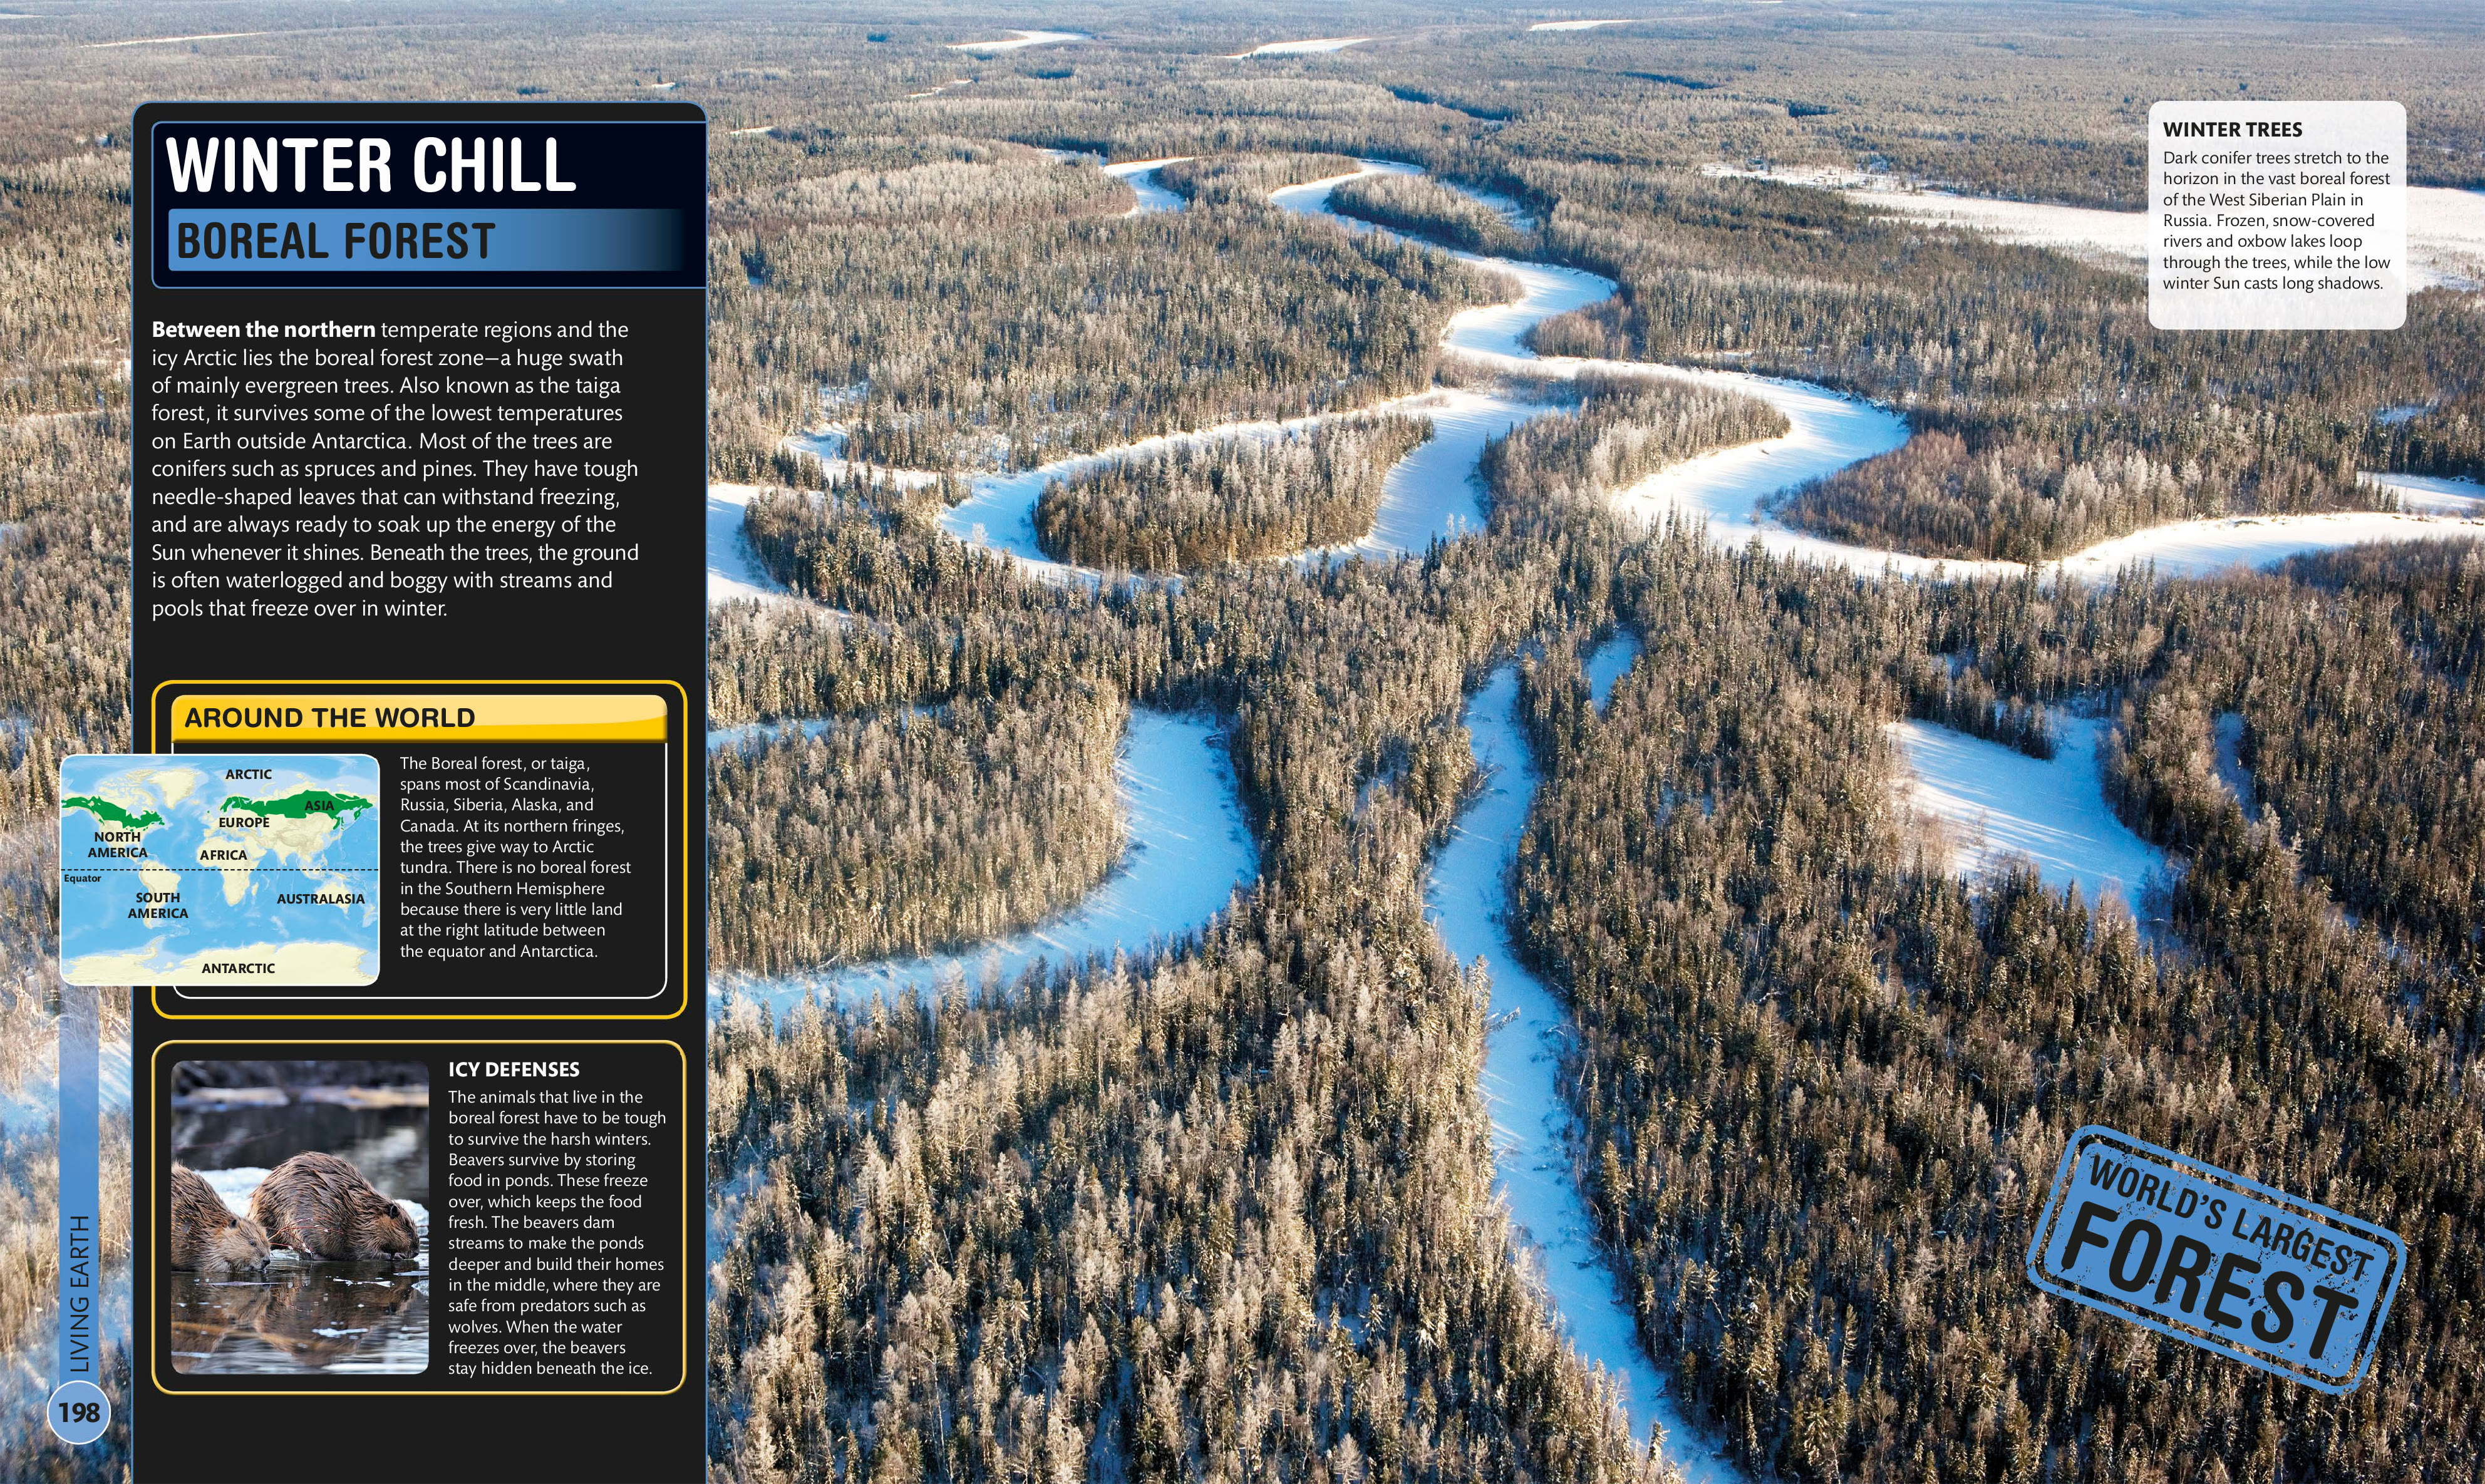 WINTER CHILL
BOREAL FOREST
Between the northern temperate regions and the
icy Arctic lies the boreal forest zone—a huge swath
of mainly evergreen trees. Also known as the taiga
forest, it survives some of the lowest temperatures
on Earth outside Antarctica. Most of the trees are
conifers such as spruces and pines. They have tough
needle-shaped leaves that can withstand freezing,
and are always ready to soak up the energy of the
Sun whenever it shines. Beneath the trees, the ground
is often waterlogged and boggy with streams and
pools that freeze over in winter.
AROUND THE WORLD
ARCTIC
ASIA
EUROPE
NORTH
AMERICA
AFRICA
Equator
SOUTH
AMERICA
AUSTRALASIA
ANTARCTIC
The Boreal forest, or taiga,
spans most of Scandinavia,
Russia, Siberia, Alaska, and
Canada. At its northern fringes,
the trees give way to Arctic
tundra. There is no boreal forest
in the Southern Hemisphere
because there is very little land
at the right latitude between
the equator and Antarctica.
ICY DEFENSES
The animals that live in the
boreal forest have to be tough
to survive the harsh winters.
Beavers survive by storing
food in ponds. These freeze
over, which keeps the food
fresh. The beavers dam
streams to make the ponds
deeper and build their homes
in the middle, where they are
safe from predators such as
wolves. When the water
freezes over, the beavers
stay hidden beneath the ice.
LIVING EARTH
198
WINTER TREES
Dark conifer trees stretch to the
horizon in the vast boreal forest
of the West Siberian Plain in
Russia. Frozen, snow-covered
rivers and oxbow lakes loop
through the trees, while the low
winter Sun casts long shadows.
WORLD'S LARGEST
FOREST